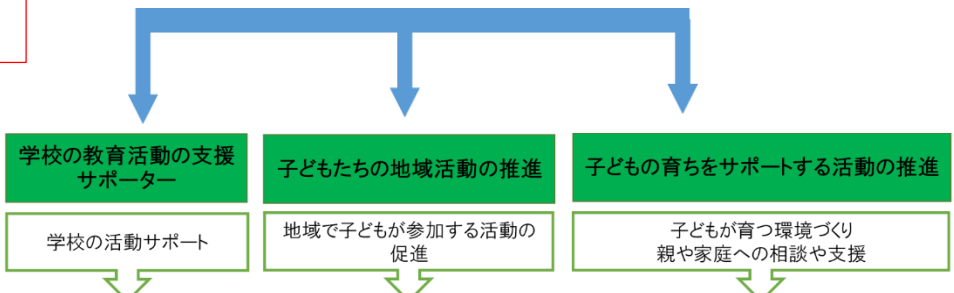 学校の教育活動の支援
サポーター
子どもたちの地域活動の推進
子どもの育ちをサポートする活動の推進
学校の活動サポート
地域で子どもが参加する活動の
促進
子どもが育つ環境づくり
親や家庭への相談や支援